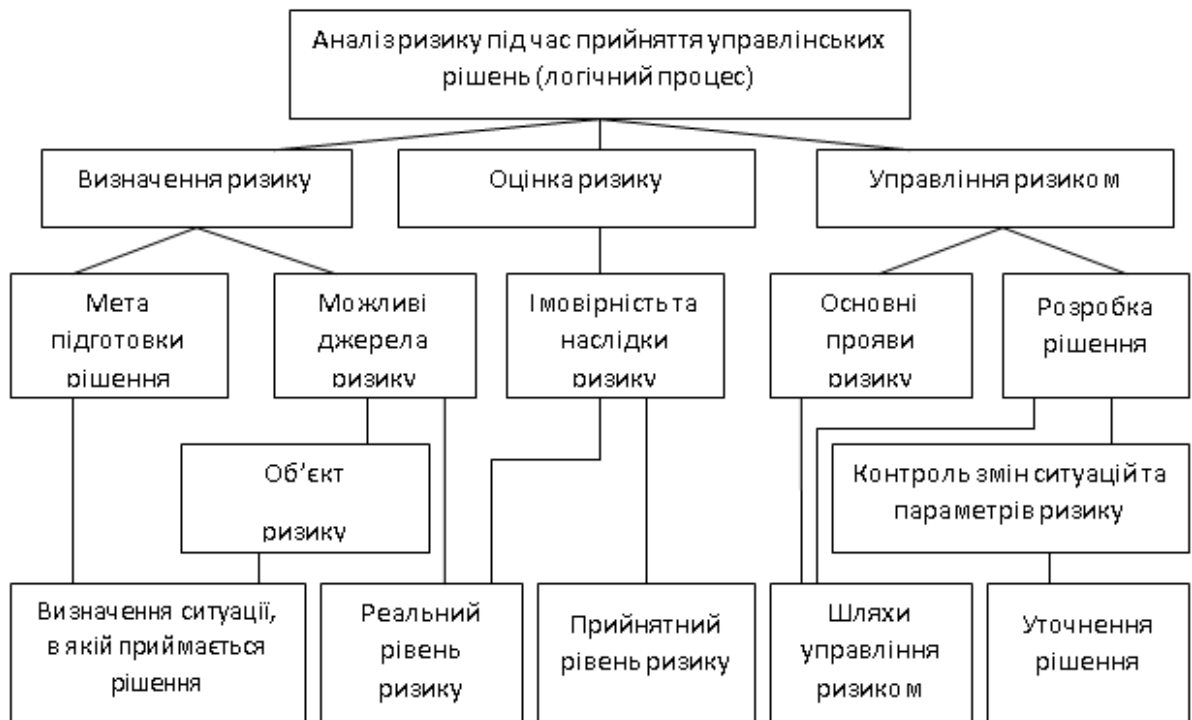 Аналіз ризику під час прийняття управлінських
рішень (логічний процес)
Визначення ризику
Оцінка ризику
Управління ризиком
Мета
підготовки
рішення
Можливі
джерела
ризику
Імовірність та
наслідки
ризику
Основні
прояви
ризику
Розробка
рішення
Об’єкт
ризику
Контроль змін ситуацій та
параметрів ризику
Визначення ситуації,
в якій приймається
рішення
Реальний
рівень
ризику
Прийнятний
рівень ризику
Шляхи
управління
ризиком
Уточнення
рішення